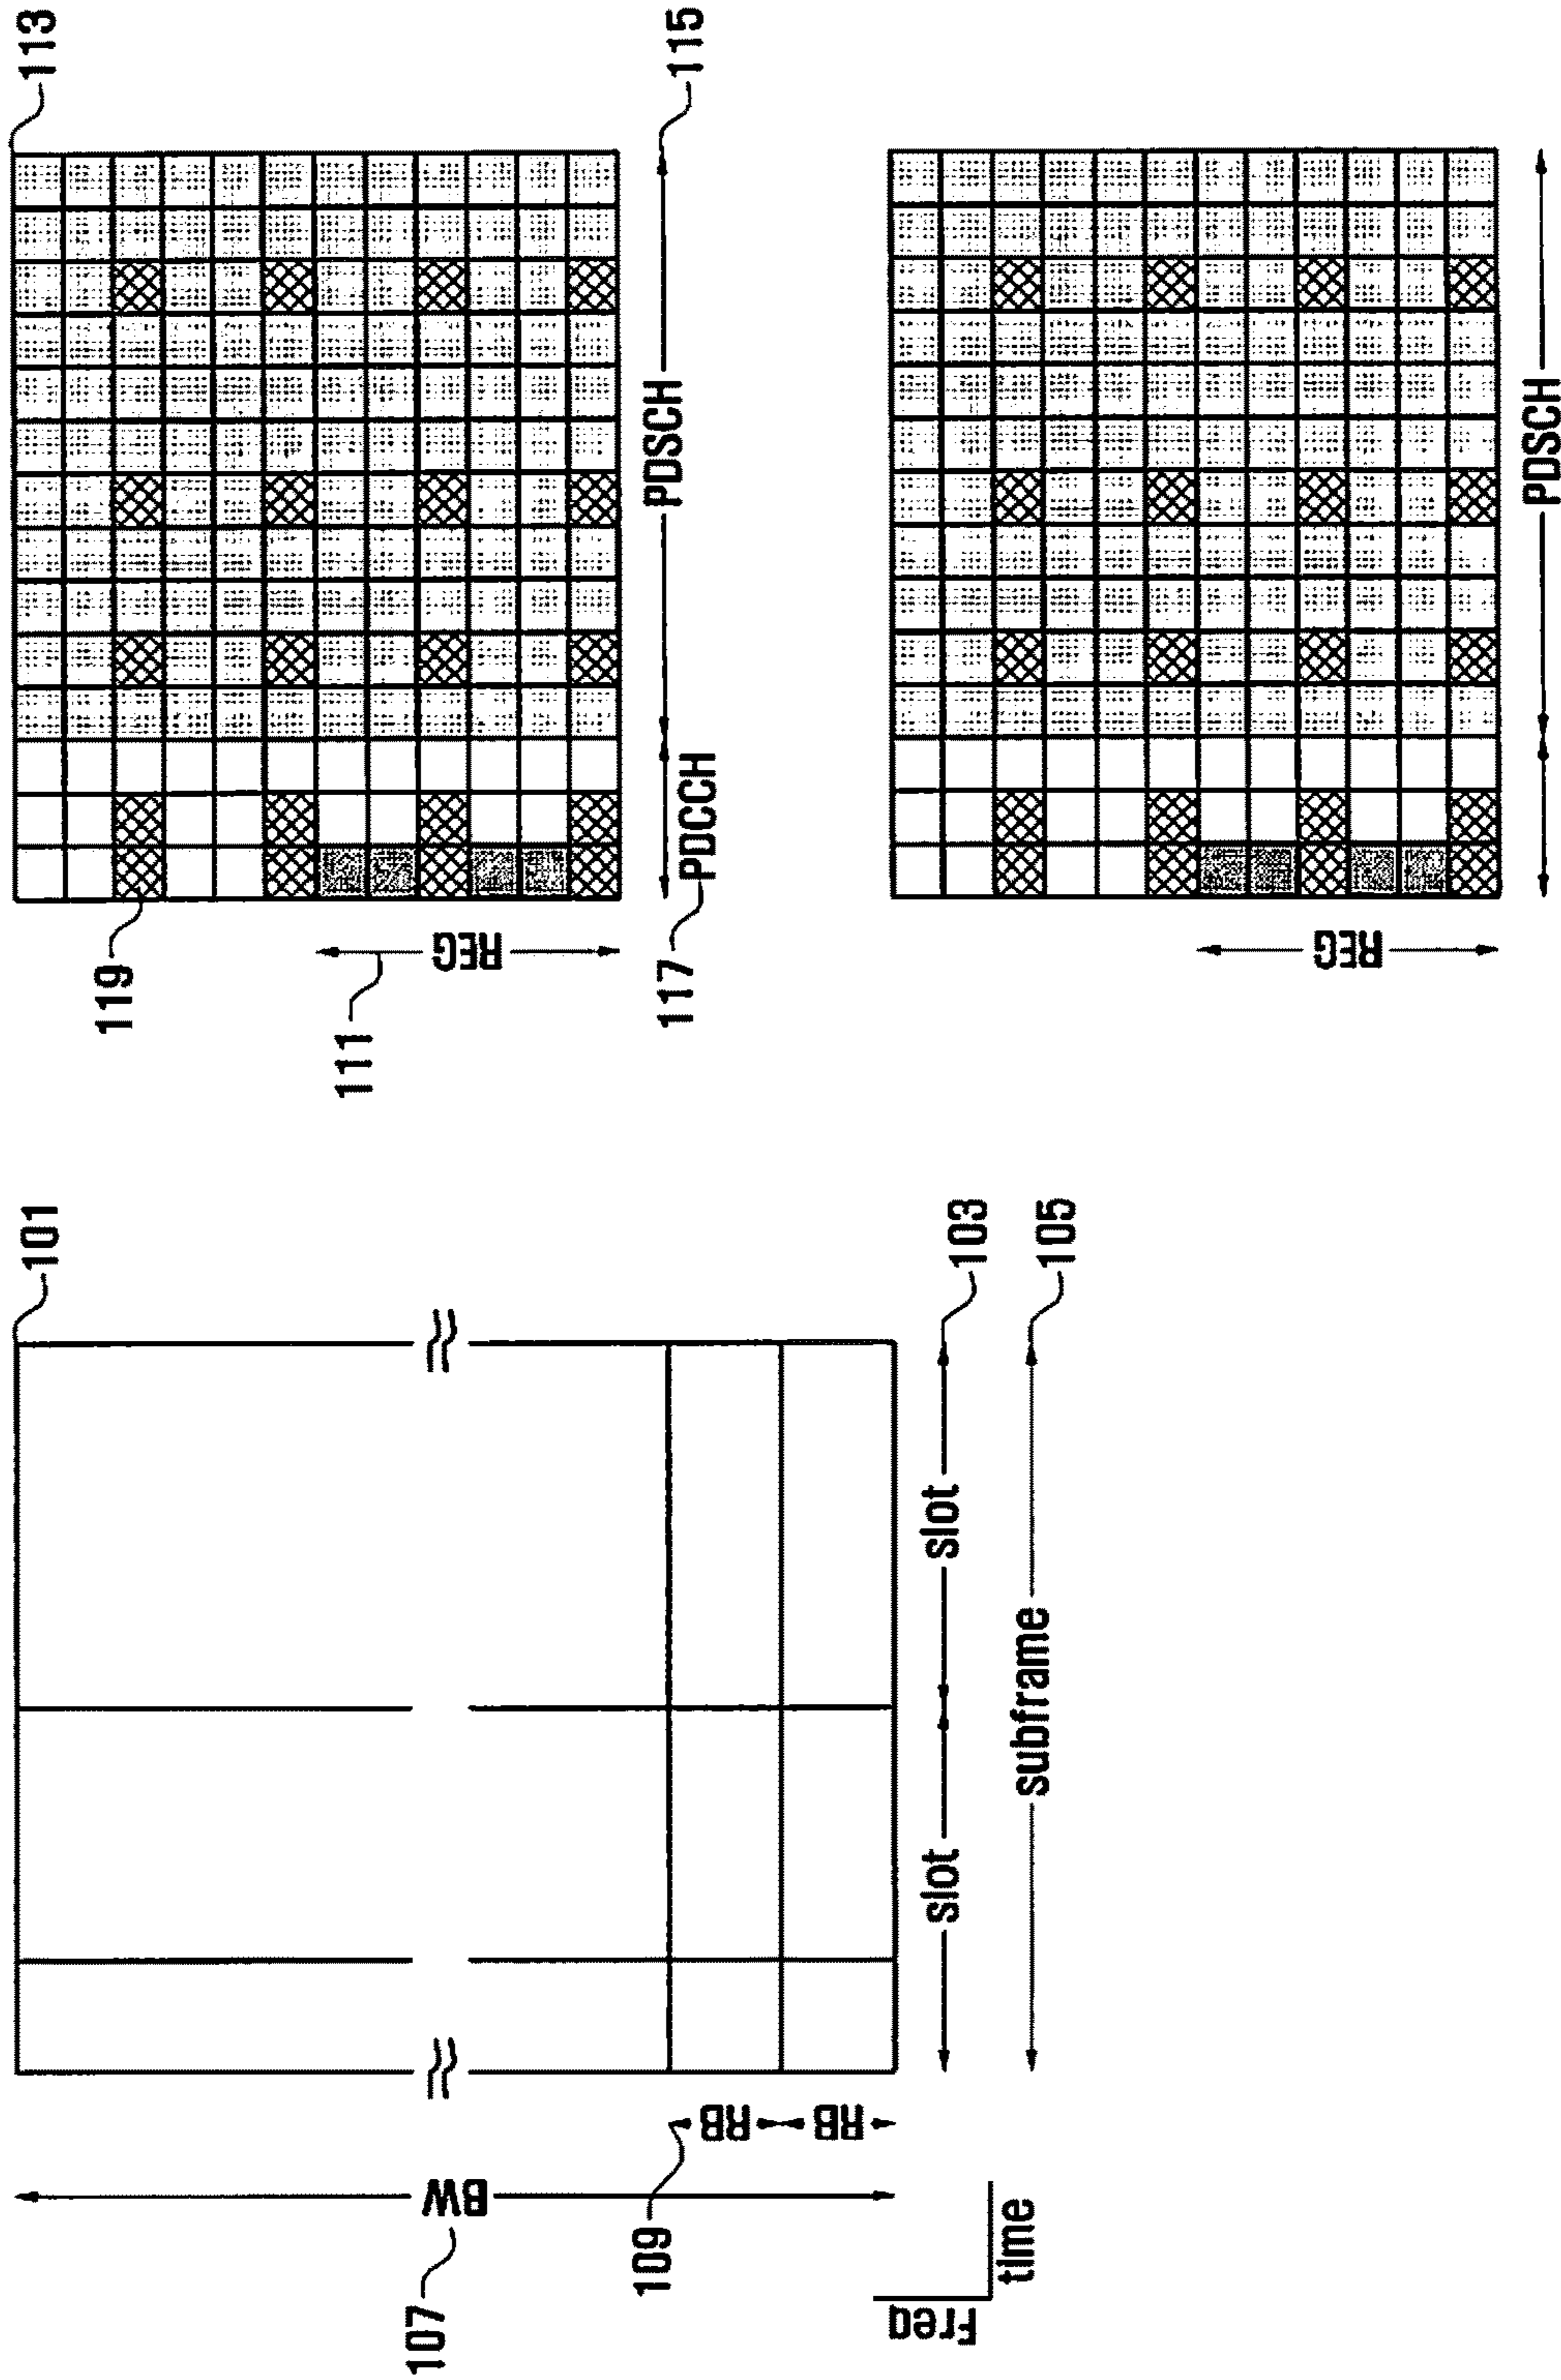 101
107
BW
109
RB
RB
slot
slot
103
subframe
105
Freq
time
113
119
111
REG
PDCCH
PDSCH
115
117
REG
PDSCH